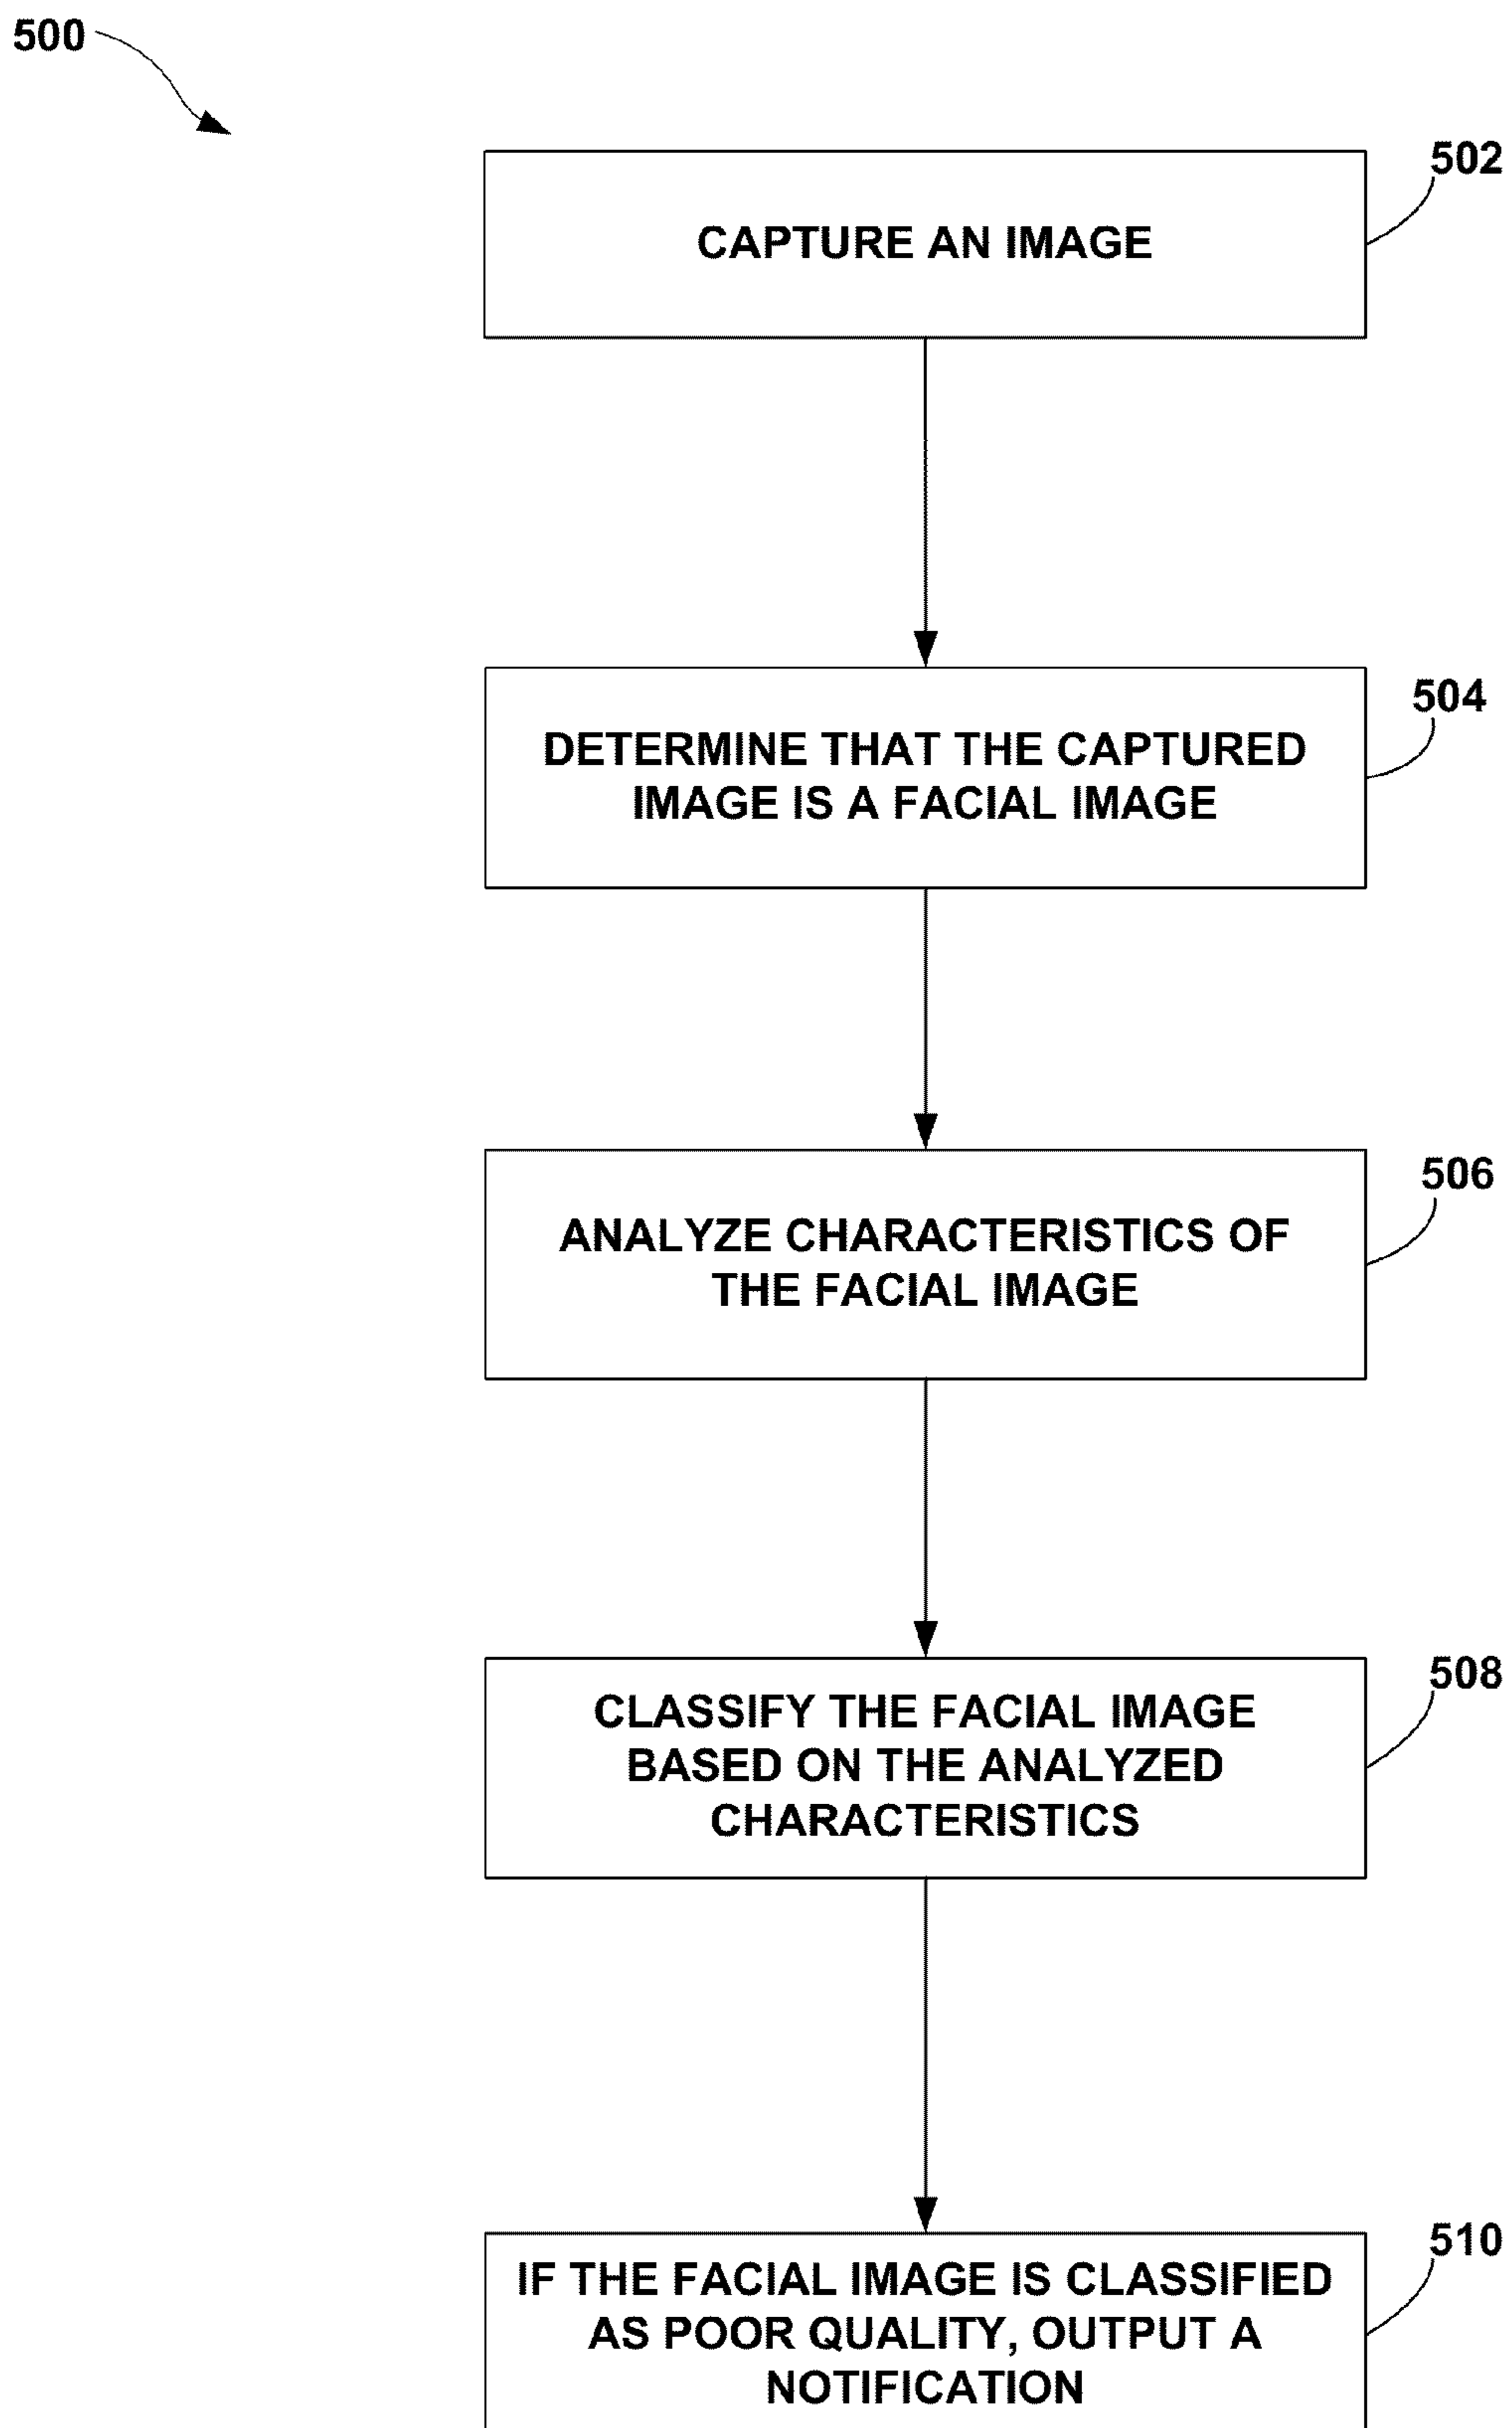 500
502
CAPTURE AN IMAGE
504
DETERMINE THAT THE CAPTURED
IMAGE IS A FACIAL IMAGE
506
ANALYZE CHARACTERISTICS OF
THE FACIAL IMAGE
508
CLASSIFY THE FACIAL IMAGE
BASED ON THE ANALYZED
CHARACTERISTICS
510
IF THE FACIAL IMAGE IS CLASSIFIED
AS POOR QUALITY, OUTPUT A
NOTIFICATION